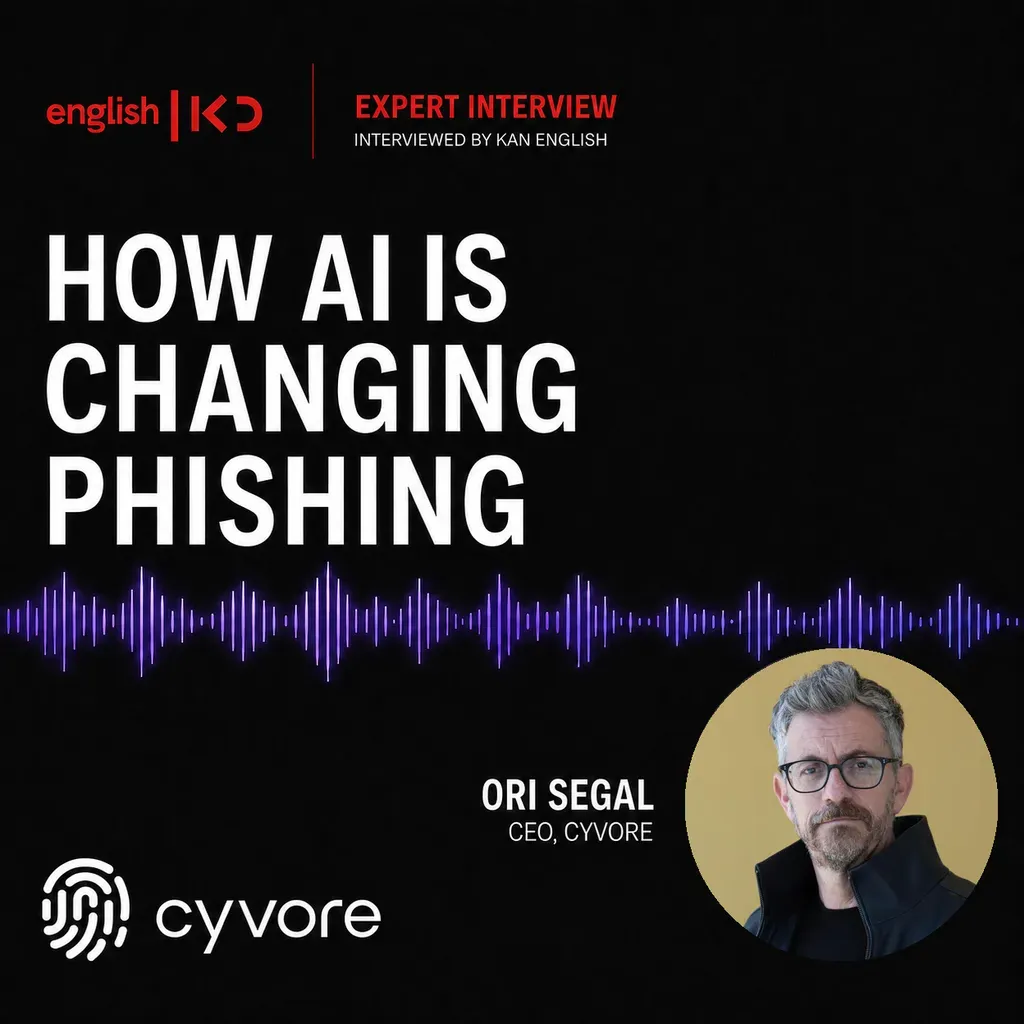 english | KD
EXPERT INTERVIEW
INTERVIEWED BY KAN ENGLISH
HOW AI IS
CHANGING
PHISHING
ORI SEGAL
CEO, CYVORE
cyvore